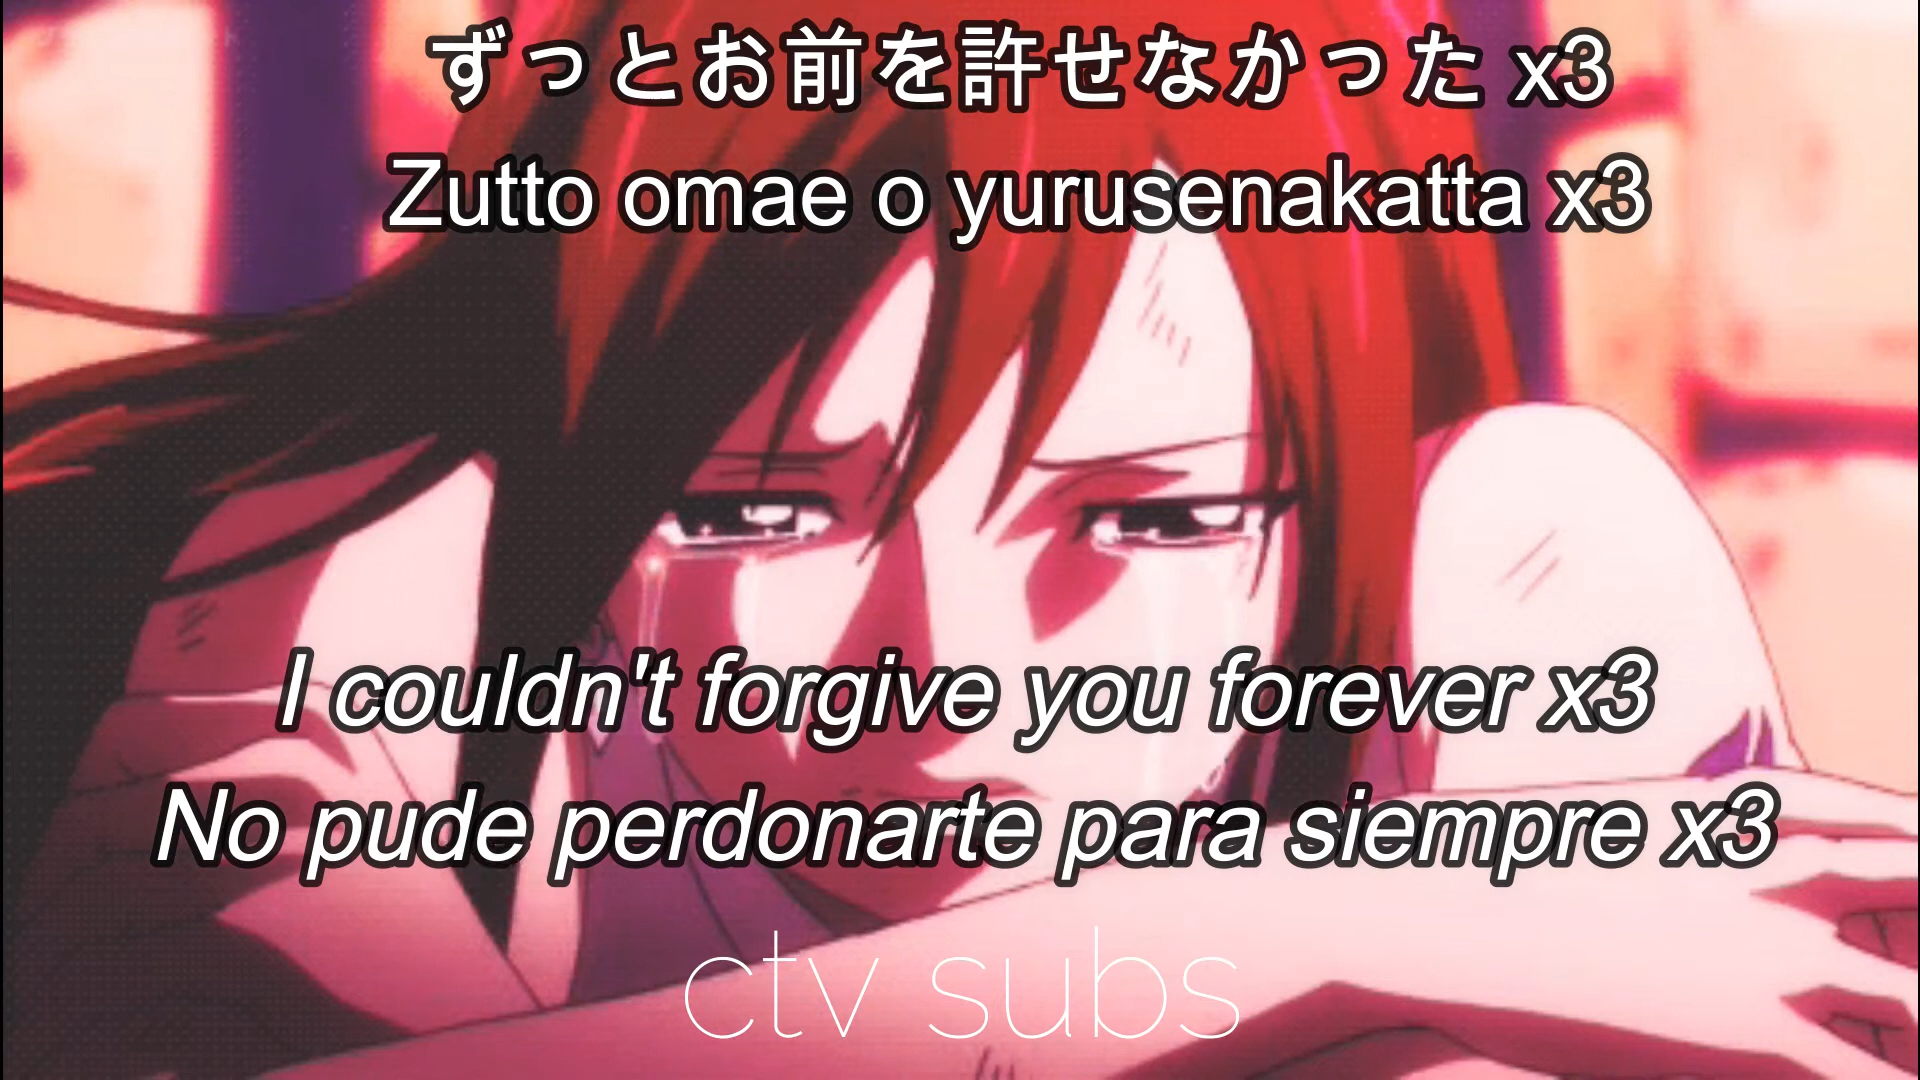 ずっとお前を許せなかった x3
Zutto omae o yurusenakatta x3
I couldn't forgive you forever x3
No pude perdonarte para siempre x3
ctv subs